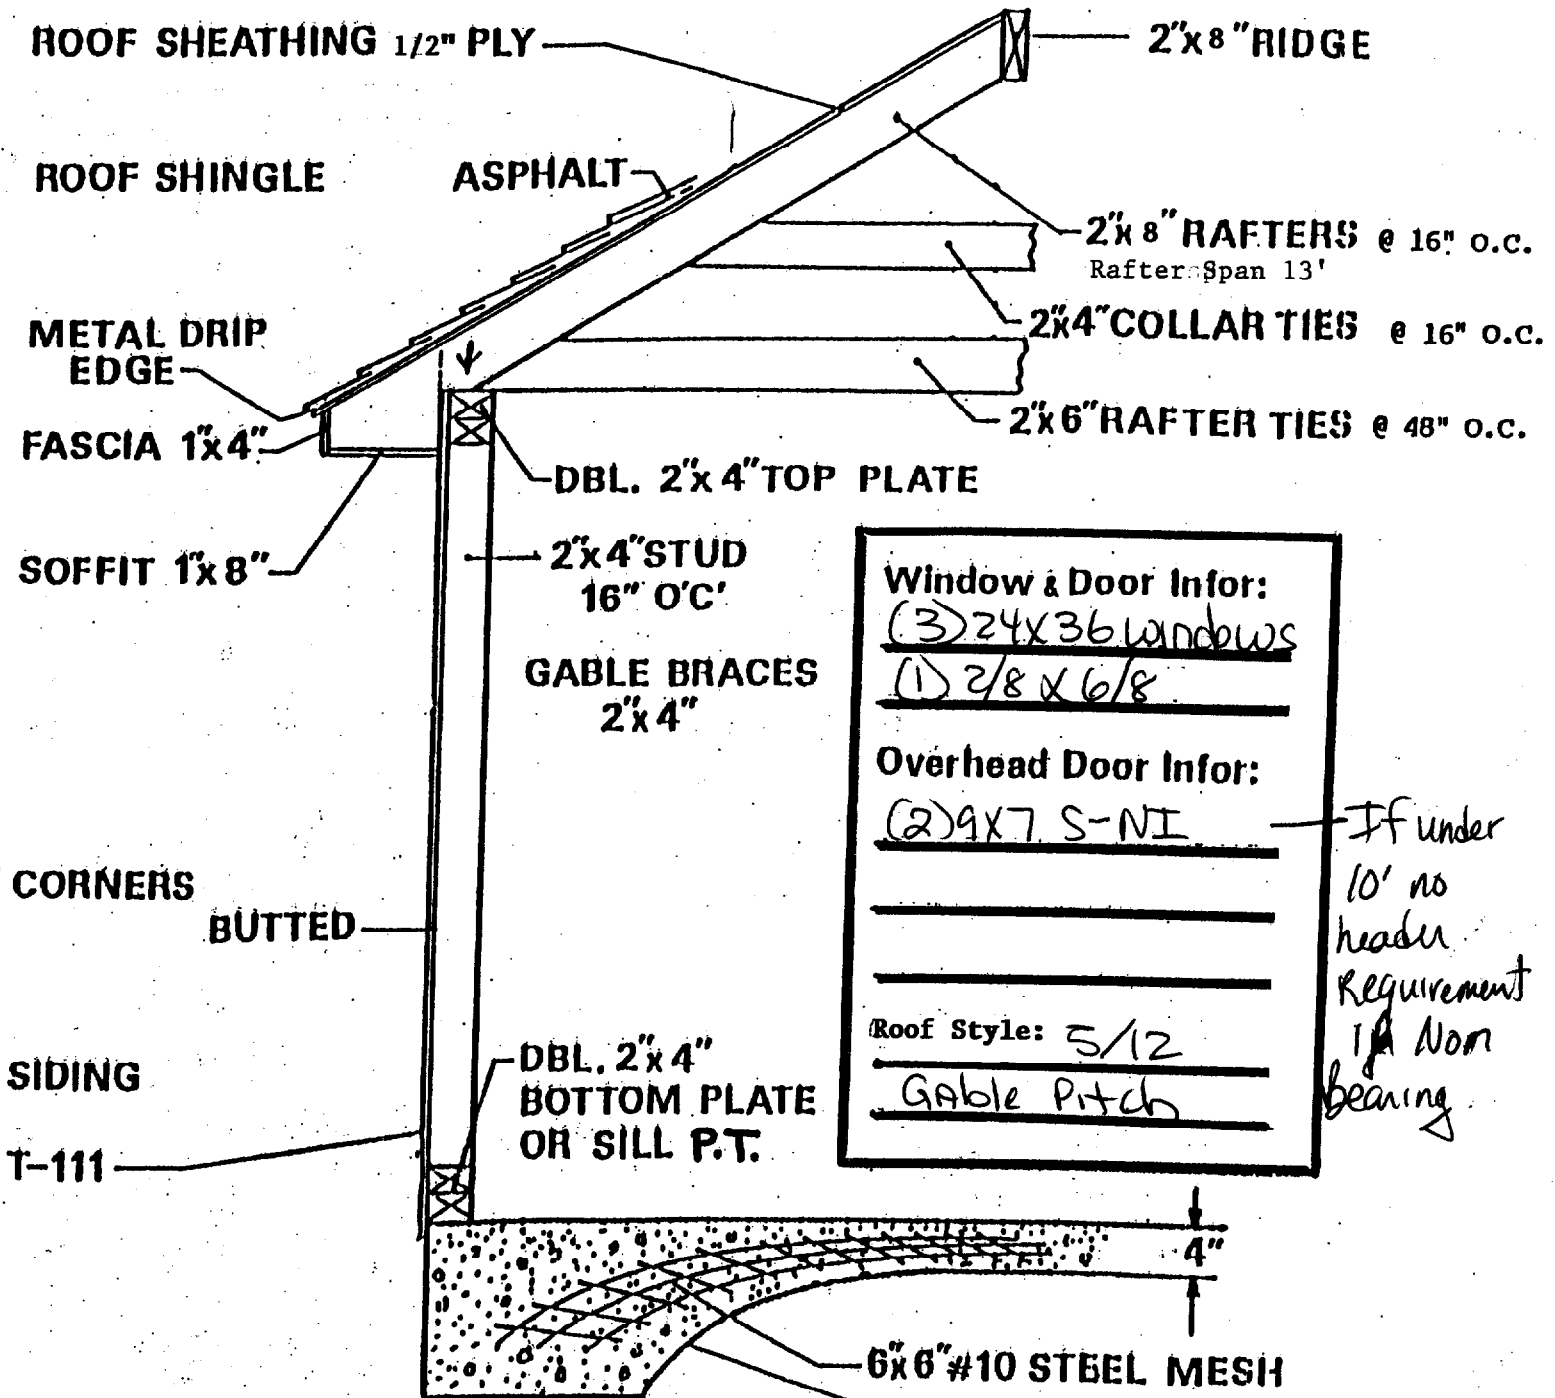 ROOF SHEATHING 1/2" PLY
2"x8" RIDGE
ROOF SHINGLE
ASPHALT
2"x8" RAFTERS @ 16" O.C.
Rafter Span 13'
2"x4" COLLAR TIES @ 16" O.C.
METAL DRIP
EDGE
2"x6" RAFTER TIES @ 48" O.C.
FASCIA 1"x4"
DBL. 2"x4" TOP PLATE
SOFFIT 1"x8"
2"x4" STUD
16" O'C'
GABLE BRACES
2"x4"
Window & Door Infor:
(3) 24X36 windows
(1) 2/8 X 6/8
Overhead Door Infor:
(2) 9X7 S-NI
If under
10' no
header
Requirement
In Non
bearing
Roof Style: 5/12
GAble Pitch
CORNERS
BUTTED
SIDING
T-111
DBL. 2"x4"
BOTTOM PLATE
OR SILL P.T.
4"
6"x6" #10 STEEL MESH